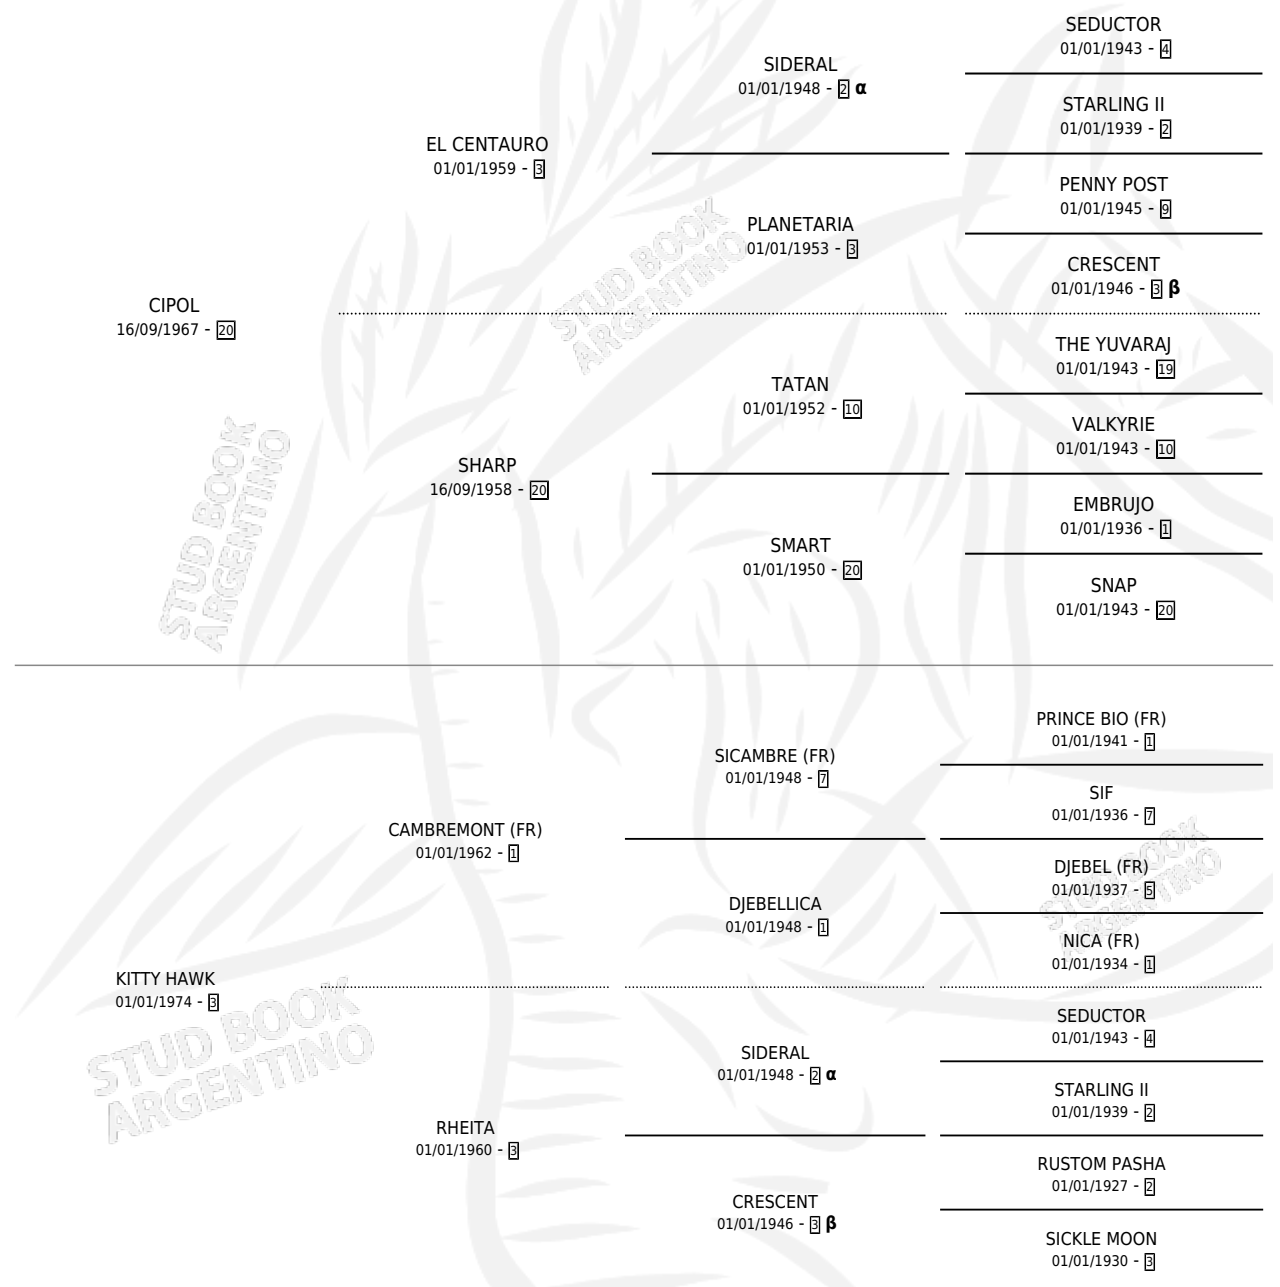 SEDUCTOR
01/01/1943 - 4
SIDERAL
01/01/1948 - 2 α
STARLING II
01/01/1939 - 2
EL CENTAURO
01/01/1959 - 3
PENNY POST
01/01/1945 - 9
PLANETARIA
01/01/1953 - 3
CRESCENT
01/01/1946 - 3 β
CIPOL
16/09/1967 - 20
THE YUVARAJ
01/01/1943 - 19
TATAN
01/01/1952 - 10
VALKYRIE
01/01/1943 - 10
SHARP
16/09/1958 - 20
EMBRUJO
01/01/1936 - 1
SMART
01/01/1950 - 20
SNAP
01/01/1943 - 20
PRINCE BIO (FR)
01/01/1941 - 1
SICAMBRE (FR)
01/01/1948 - 7
SIF
01/01/1936 - 7
CAMBREMONT (FR)
01/01/1962 - 1
DJEBEL (FR)
01/01/1937 - 5
DJEBELLICA
01/01/1948 - 1
NICA (FR)
01/01/1934 - 1
KITTY HAWK
01/01/1974 - 3
SEDUCTOR
01/01/1943 - 4
SIDERAL
01/01/1948 - 2 α
STARLING II
01/01/1939 - 2
RHEITA
01/01/1960 - 3
RUSTOM PASHA
01/01/1927 - 2
CRESCENT
01/01/1946 - 3 β
SICKLE MOON
01/01/1930 - 3
STUD BOOK
ARGENTINO
STUD BOOK
ARGENTINO
STUD BOOK
ARGENTINO
STUD BOOK
ARGENTINO